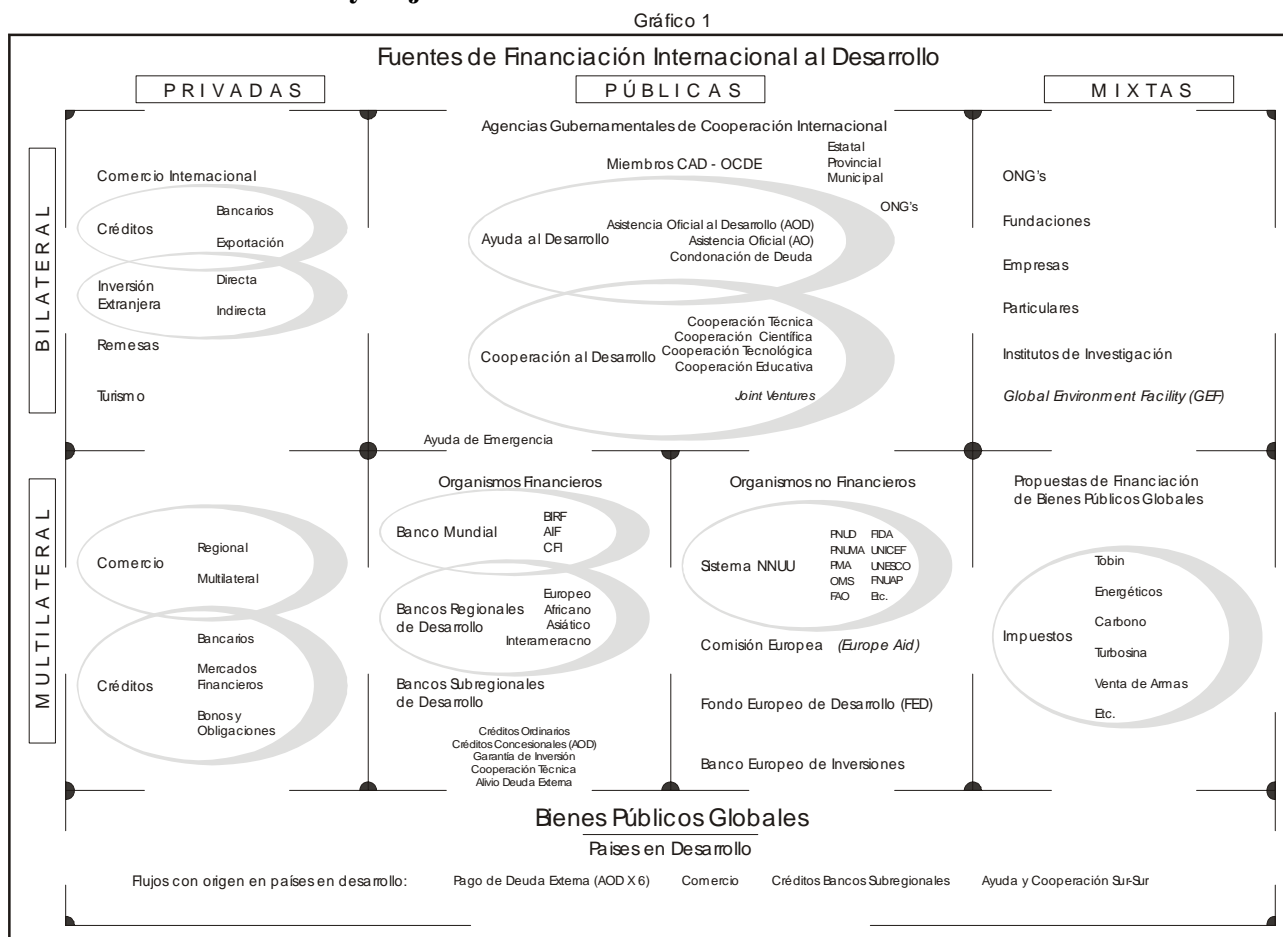 Gráfico 1
Fuentes de Financiación Internacional al Desarrollo
PRIVADAS
PÚBLICAS
MIXTAS
BILATERAL
Comercio Internacional
Créditos
Bancarios
Exportación
Inversión
Extranjera
Directa
Indirecta
Remesas
Turismo
Agencias Gubernamentales de Cooperación Internacional
Miembros CAD - OCDE
Estatal
Provincial
Municipal
ONG's
Ayuda al Desarrollo
Asistencia Oficial al Desarrollo (AOD)
Asistencia Oficial (AO)
Condonación de Deuda
Cooperación al Desarrollo
Cooperación Técnica
Cooperación Científica
Cooperación Tecnológica
Cooperación Educativa
Joint Ventures
Ayuda de Emergencia
ONG's
Fundaciones
Empresas
Particulares
Institutos de Investigación
Global Environment Facility (GEF)
MULTILATERAL
Comercio
Regional
Multilateral
Créditos
Bancarios
Mercados
Financieros
Bonos y
Obligaciones
Organismos Financieros
Banco Mundial
BIRF
AIF
CFI
Bancos Regionales
de Desarrollo
Europeo
Africano
Asiático
Interameracno
Bancos Subregionales
de Desarrollo
Créditos Ordinarios
Créditos Concesionales (AOD)
Garantía de Inversión
Cooperación Técnica
Alivio Deuda Externa
Organismos no Financieros
Sistema NNUU
PNUD FIDA
PNUMA UNICEF
PMA UNESCO
OMS FNUAP
FAO Etc.
Comisión Europea (Europe Aid)
Fondo Europeo de Desarrollo (FED)
Banco Europeo de Inversiones
Propuestas de Financiación
de Bienes Públicos Globales
Impuestos
Tobin
Energéticos
Carbono
Turbosina
Venta de Armas
Etc.
Bienes Públicos Globales
Paises en Desarrollo
Flujos con origen en países en desarrollo: Pago de Deuda Externa (AOD X 6) Comercio Créditos Bancos Subregionales Ayuda y Cooperación Sur-Sur